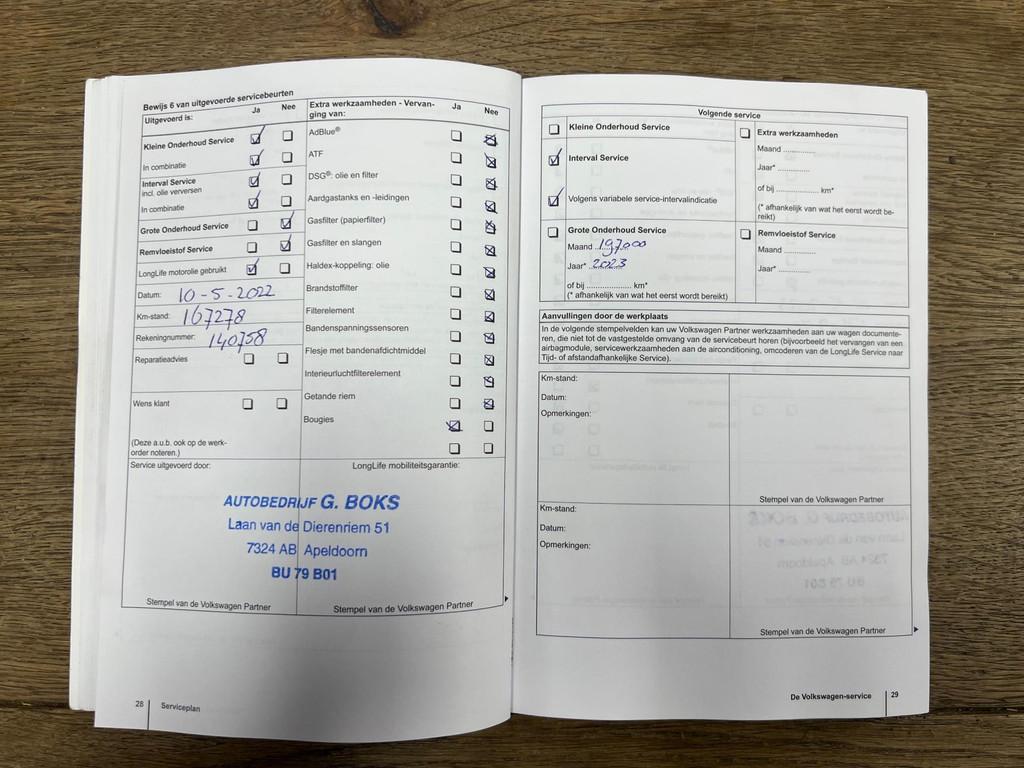 Bewijs 6 van uitgevoerde servicebeurten
Uitgevoerd is:
Ja
Nee
Kleine Onderhoud Service
In combinatie
Interval Service
incl. olie verversen
In combinatie
Grote Onderhoud Service
Remvloeistof Service
LongLife motorolie gebruikt
Datum: 10-5-2022
Km-stand: 167278
Rekeningnummer: 140758
Reparatieadvies
Wens klant
(Deze a.u.b. ook op de werk-
order noteren.)
Extra werkzaamheden - Vervan-
ging van:
Ja
Nee
AdBlue®
ATF
DSG®: olie en filter
Aardgastanks en -leidingen
Gasfilter (papierfilter)
Gasfilter en slangen
Haldex-koppeling: olie
Brandstoffilter
Filterelement
Bandenspanningssensoren
Flesje met bandenafdichtmiddel
Interieurluchtfilterelement
Getande riem
Bougies
Service uitgevoerd door:
LongLife mobiliteitsgarantie:
AUTOBEDRIJF G. BOKS
Laan van de Dierenriem 51
7324 AB Apeldoorn
BU 79 B01
Stempel van de Volkswagen Partner
Stempel van de Volkswagen Partner
28
Serviceplan
Volgende service
Kleine Onderhoud Service
Interval Service
Volgens variabele service-intervalindicatie
Grote Onderhoud Service
Maand 197000
Jaar* 2023
of bij .................... km*
(* afhankelijk van wat het eerst wordt bereikt)
Extra werkzaamheden
Maand ...............
Jaar* ...............
of bij .................... km*
(* afhankelijk van wat het eerst wordt be-
reikt)
Remvloeistof Service
Maand ...............
Jaar* ...............
Aanvullingen door de werkplaats
In de volgende stempelvelden kan uw Volkswagen Partner werkzaamheden aan uw wagen documente-
ren, die niet tot de vastgestelde omvang van de servicebeurt horen (bijvoorbeeld het vervangen van een
airbagmodule, servicewerkzaamheden aan de airconditioning, omcoderen van de LongLife Service naar
Tijd- of afstandafhankelijke Service).
Km-stand:
Datum:
Opmerkingen:
Stempel van de Volkswagen Partner
Km-stand:
Datum:
Opmerkingen:
Stempel van de Volkswagen Partner
De Volkswagen-service
29